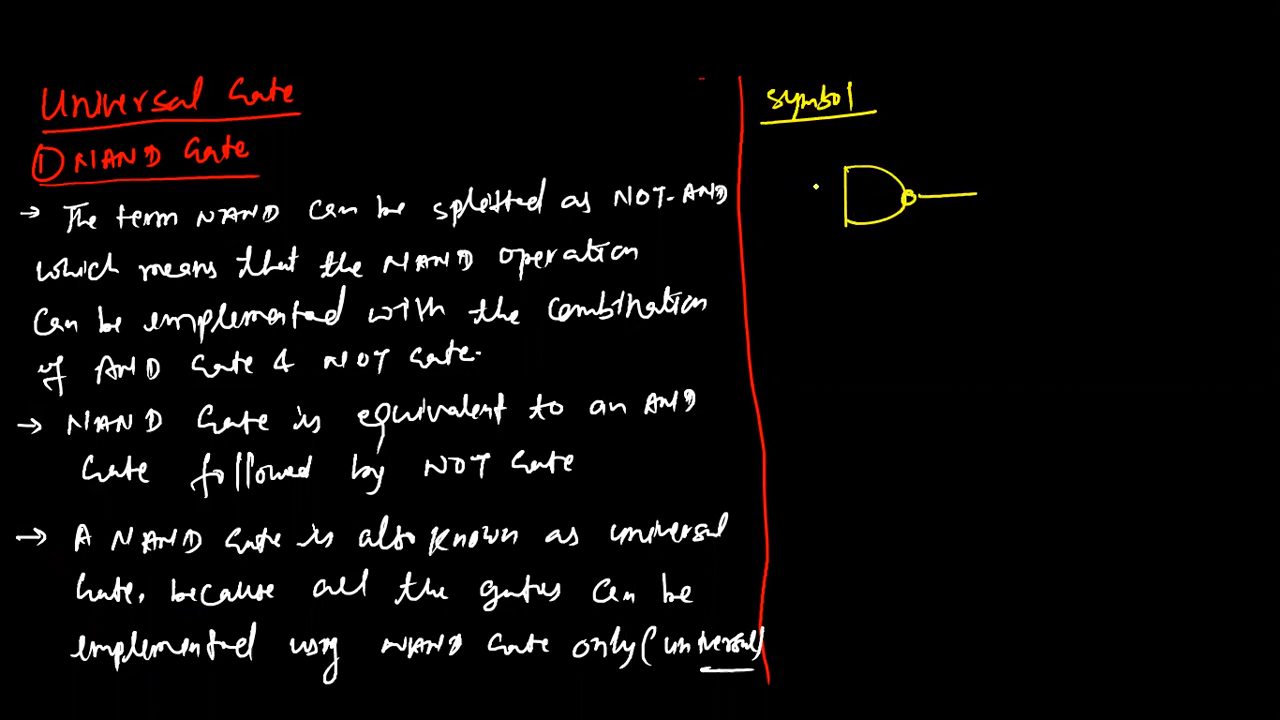 Universal Gate
① NAND Gate
→ The term NAND can be splitted as NOT-AND
which means that the NAND operation
can be implemented with the combination
of AND Gate & NOT Gate.
→ NAND Gate is equivalent to an AND
Gate followed by NOT Gate
→ A NAND Gate is also known as universal
Gate, because all the gates can be
implemented using NAND Gate only (universal)
symbol